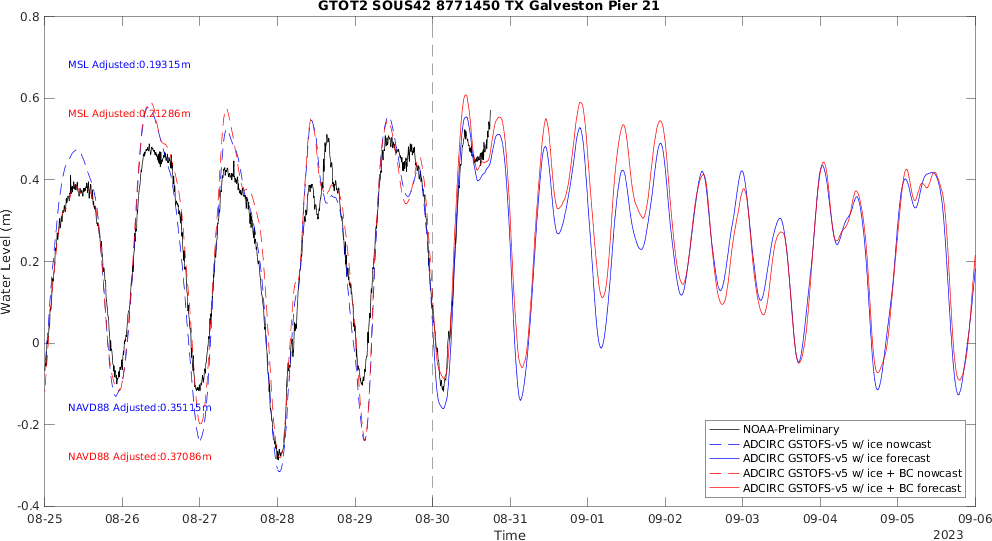 GTOT2 SOUS42 8771450 TX Galveston Pier 21
0.8
0.6
0.4
0.2
0
-0.2
-0.4
Water Level (m)
MSL Adjusted:0.19315m
MSL Adjusted:0.21286m
NAVD88 Adjusted:0.35115m
NAVD88 Adjusted:0.37086m
NOAA-Preliminary
ADCIRC GSTOFS-v5 w/ ice nowcast
ADCIRC GSTOFS-v5 w/ ice forecast
ADCIRC GSTOFS-v5 w/ ice + BC nowcast
ADCIRC GSTOFS-v5 w/ ice + BC forecast
08-25 08-26 08-27 08-28 08-29 08-30 08-31 09-01 09-02 09-03 09-04 09-05 09-06
Time
2023